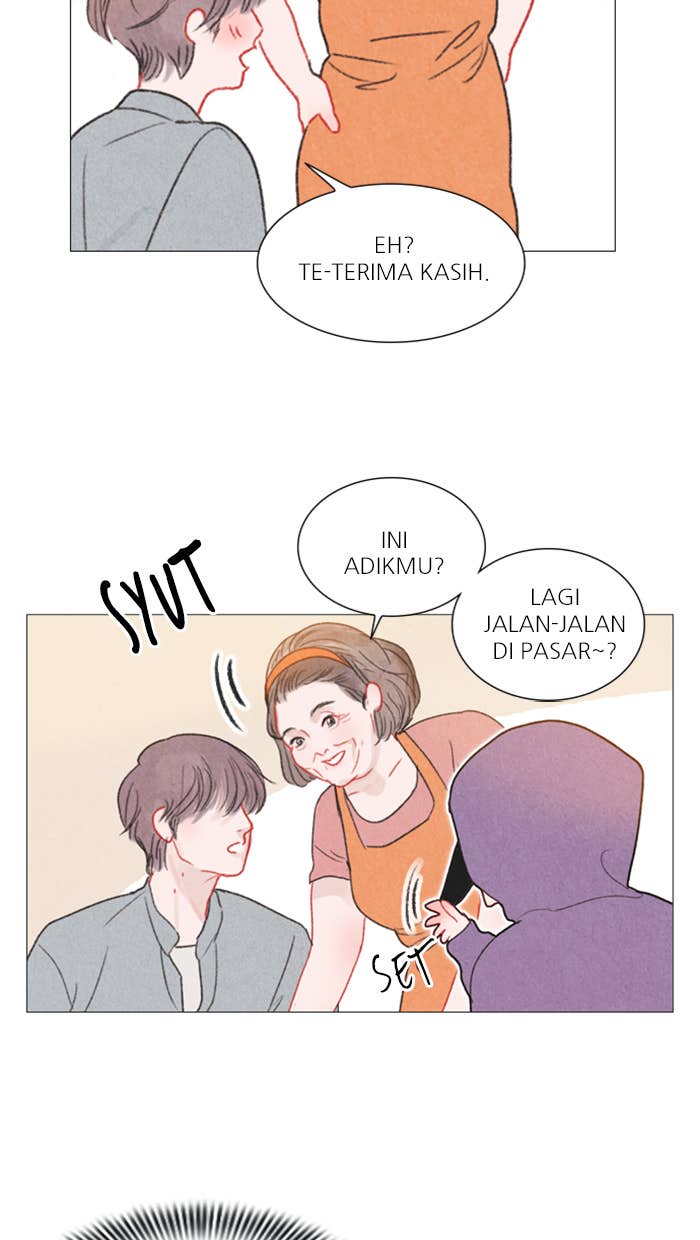 EH?
TE-TERIMA KASIH.
INI
ADIKMU?
SYUT
LAGI
JALAN-JALAN
DI PASAR~?
SET